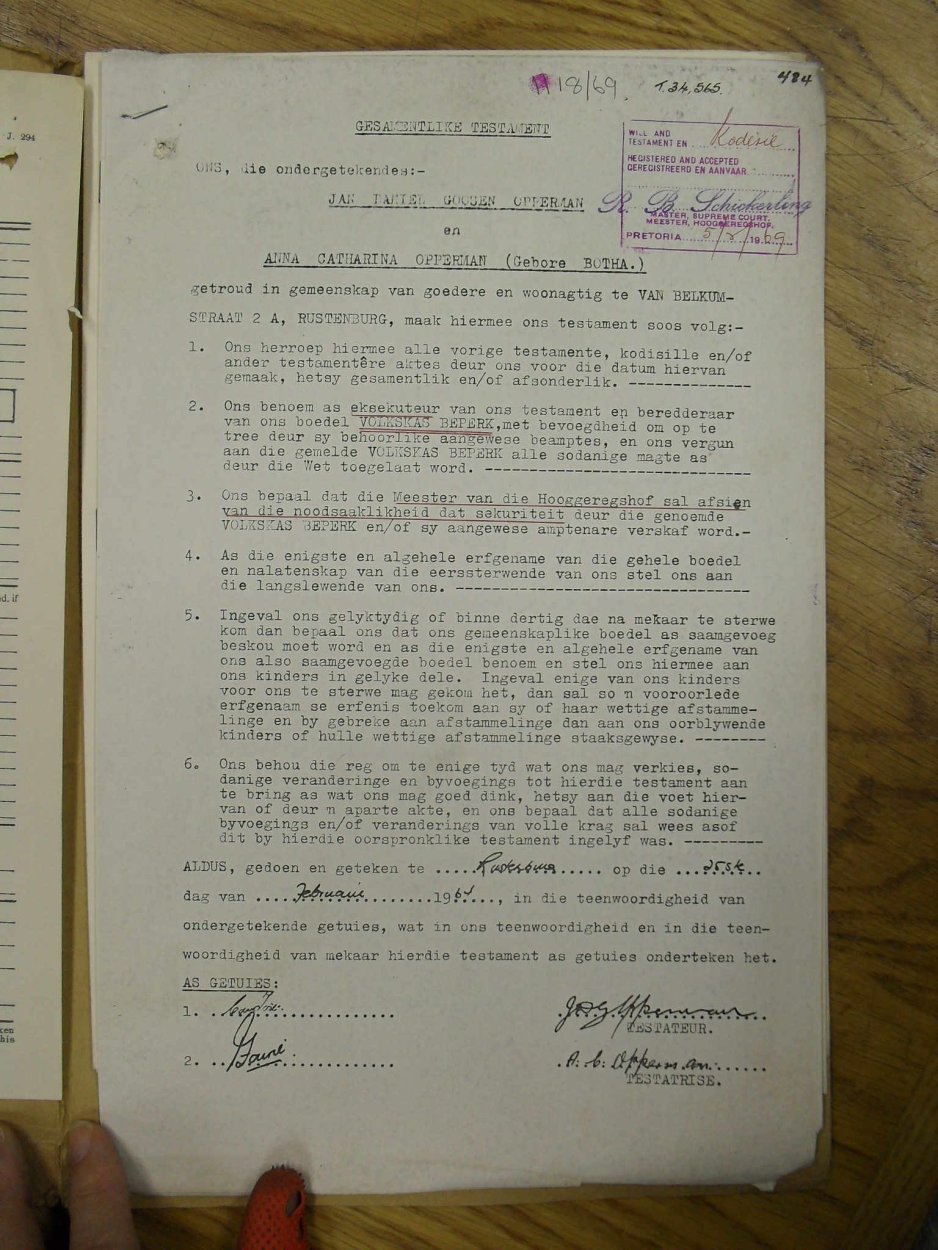 J. 294
18/69. T.34,565. 484
GESAMENTLIKE TESTAMENT
WILL AND
TESTAMENT EN Kodesil
REGISTERED AND ACCEPTED
GEREGISTREERD EN AANVAAR
R. B. Schickerling
MASTER, SUPREME COURT.
MEESTER, HOOGGEREGSHOF.
PRETORIA 5/2/1969
ONS, die ondergetekendes:-
JAN DANIEL GOOSEN OPPERMAN
en
ANNA CATHARINA OPPERMAN (Gebore BOTHA.)
getroud in gemeenskap van goedere en woonagtig te VAN BELKUM-
STRAAT 2 A, RUSTENBURG, maak hiermee ons testament soos volg:-
1. Ons herroep hiermee alle vorige testamente, kodisille en/of
ander testamentêre aktes deur ons voor die datum hiervan
gemaak, hetsy gesamentlik en/of afsonderlik. ---------------
2. Ons benoem as eksekuteur van ons testament en beredderaar
van ons boedel VOLKSKAS BEPERK,met bevoegdheid om op te
tree deur sy behoorlike aangewese beamptes, en ons vergun
aan die gemelde VOLKSKAS BEPERK alle sodanige magte as
deur die Wet toegelaat word. ---------------------------------
3. Ons bepaal dat die Meester van die Hooggeregshof sal afsien
van die noodsaaklikheid dat sekuriteit deur die genoemde
VOLKSKAS BEPERK en/of sy aangewese amptenare verskaf word.--
4. As die enigste en algehele erfgename van die gehele boedel
en nalatenskap van die eerssterwende van ons stel ons aan
die langslewende van ons. ------------------------------------
5. Ingeval ons gelyktydig of binne dertig dae na mekaar te sterwe
kom dan bepaal ons dat ons gemeenskaplike boedel as saamgevoeg
beskou moet word en as die enigste en algehele erfgename van
ons also saamgevoegde boedel benoem en stel ons hiermee aan
ons kinders in gelyke dele. Ingeval enige van ons kinders
voor ons te sterwe mag gekom het, dan sal so 'n vooroorlede
erfgenaam se erfenis toekom aan sy of haar wettige afstamme-
linge en by gebreke aan afstammelinge dan aan ons oorblywende
kinders of hulle wettige afstammelinge staaksgewyse. --------
6. Ons behou die reg om te enige tyd wat ons mag verkies, so-
danige veranderinge en byvoegings tot hierdie testament aan
te bring as wat ons mag goed dink, hetsy aan die voet hier-
van of deur 'n aparte akte, en ons bepaal dat alle sodanige
byvoegings en/of veranderings van volle krag sal wees asof
dit by hierdie oorspronklike testament ingelyf was. ---------
ALDUS, gedoen en geteken te .....Rustenburg..... op die ...25ste..
dag van ....Februarie.........1964...., in die teenwoordigheid van
ondergetekende getuies, wat in ons teenwoordigheid en in die teen-
woordigheid van mekaar hierdie testament as getuies onderteken het.
AS GETUIES:
1.
JDG Opperman
TESTATEUR.
2.
A. C. Opperman
TESTATRISE.
d. if
ken
his